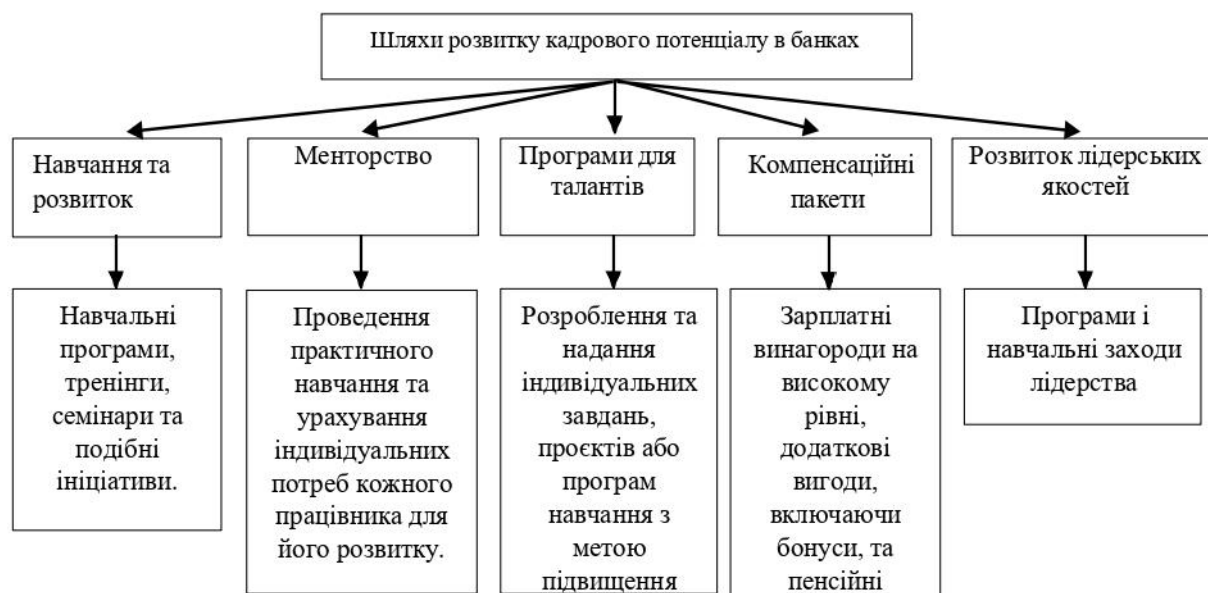 Шляхи розвитку кадрового потенціалу в банках
Навчання та
розвиток
Менторство
Програми для
талантів
Компенсаційні
пакети
Розвиток лідерських
якостей
Навчальні
програми,
тренінги,
семінари та
подібні
ініціативи.
Проведення
практичного
навчання та
урахування
індивідуальних
потреб кожного
працівника для
його розвитку.
Розроблення та
надання
індивідуальних
завдань,
проєктів або
програм
навчання з
метою
підвищення
Зарплатні
винагороди на
високому
рівні,
додаткові
вигоди,
включаючи
бонуси, та
пенсійні
Програми і
навчальні заходи
лідерства